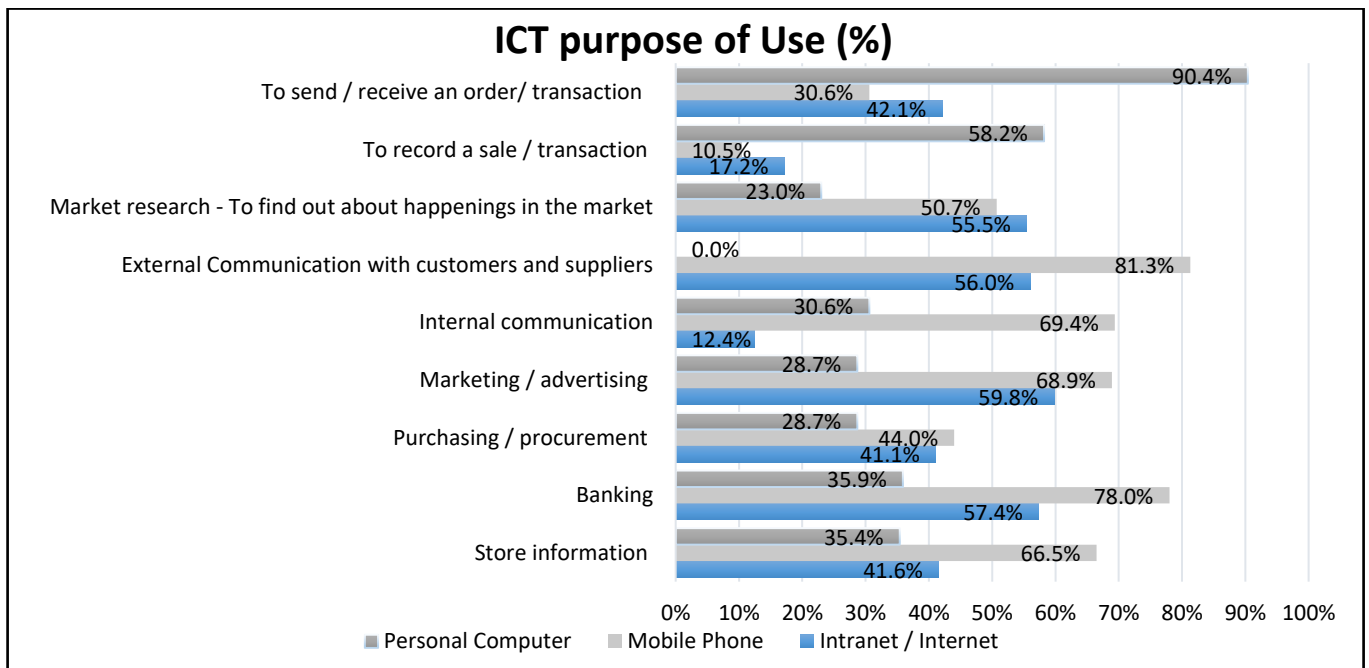 ICT purpose of Use (%)
To send / receive an order/ transaction
90.4%
30.6%
42.1%
To record a sale / transaction
58.2%
10.5%
17.2%
Market research - To find out about happenings in the market
23.0%
50.7%
55.5%
External Communication with customers and suppliers
0.0%
81.3%
56.0%
Internal communication
30.6%
69.4%
12.4%
Marketing / advertising
28.7%
68.9%
59.8%
Purchasing / procurement
28.7%
44.0%
41.1%
Banking
35.9%
78.0%
57.4%
Store information
35.4%
66.5%
41.6%
0% 10% 20% 30% 40% 50% 60% 70% 80% 90% 100%
Personal Computer Mobile Phone Intranet / Internet